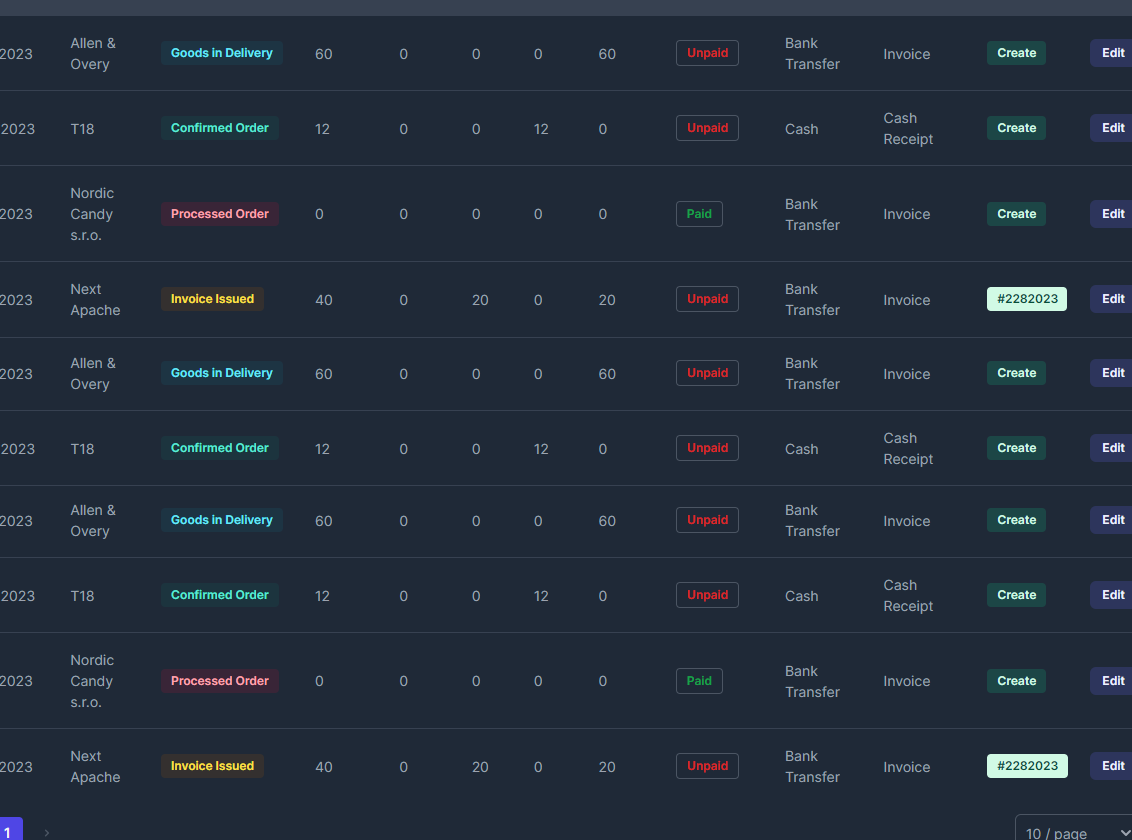 2023 Allen & Overy Goods in Delivery 60 0 0 0 60 Unpaid Bank Transfer Invoice Create Edit
2023 T18 Confirmed Order 12 0 0 12 0 Unpaid Cash Cash Receipt Create Edit
2023 Nordic Candy s.r.o. Processed Order 0 0 0 0 0 Paid Bank Transfer Invoice Create Edit
2023 Next Apache Invoice Issued 40 0 20 0 20 Unpaid Bank Transfer Invoice #2282023 Edit
2023 Allen & Overy Goods in Delivery 60 0 0 0 60 Unpaid Bank Transfer Invoice Create Edit
2023 T18 Confirmed Order 12 0 0 12 0 Unpaid Cash Cash Receipt Create Edit
2023 Allen & Overy Goods in Delivery 60 0 0 0 60 Unpaid Bank Transfer Invoice Create Edit
2023 T18 Confirmed Order 12 0 0 12 0 Unpaid Cash Cash Receipt Create Edit
2023 Nordic Candy s.r.o. Processed Order 0 0 0 0 0 Paid Bank Transfer Invoice Create Edit
2023 Next Apache Invoice Issued 40 0 20 0 20 Unpaid Bank Transfer Invoice #2282023 Edit
1 › 10 / page